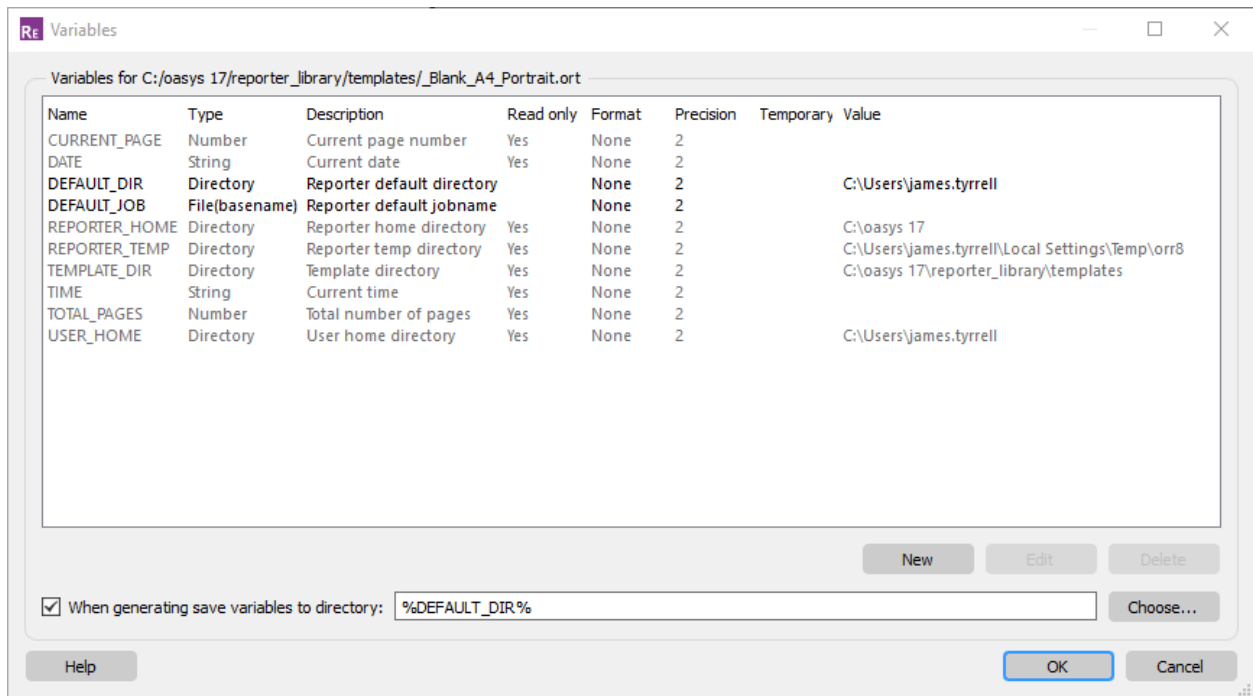 RE Variables
Variables for C:/oasys 17/reporter_library/templates/_Blank_A4_Portrait.ort
Name Type Description Read only Format Precision Temporary Value
CURRENT_PAGE Number Current page number Yes None 2
DATE String Current date Yes None 2
DEFAULT_DIR Directory Reporter default directory None 2 C:\Users\james.tyrrell
DEFAULT_JOB File(basename) Reporter default jobname None 2
REPORTER_HOME Directory Reporter home directory Yes None 2 C:\oasys 17
REPORTER_TEMP Directory Reporter temp directory Yes None 2 C:\Users\james.tyrrell\Local Settings\Temp\orr8
TEMPLATE_DIR Directory Template directory Yes None 2 C:\oasys 17\reporter_library\templates
TIME String Current time Yes None 2
TOTAL_PAGES Number Total number of pages Yes None 2
USER_HOME Directory User home directory Yes None 2 C:\Users\james.tyrrell
New Edit Delete
When generating save variables to directory: %DEFAULT_DIR% Choose...
Help OK Cancel